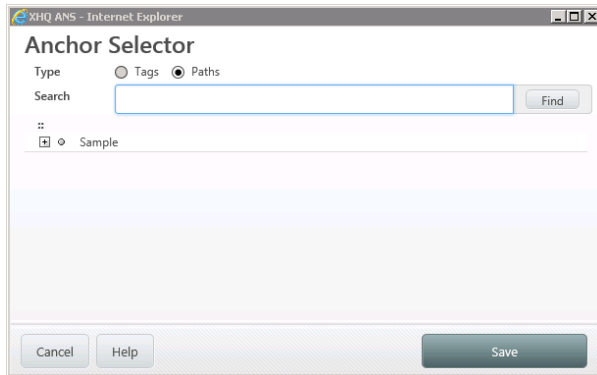 XHQ ANS - Internet Explorer
Anchor Selector
Type Tags Paths
Search Find
::
Sample
Cancel Help Save